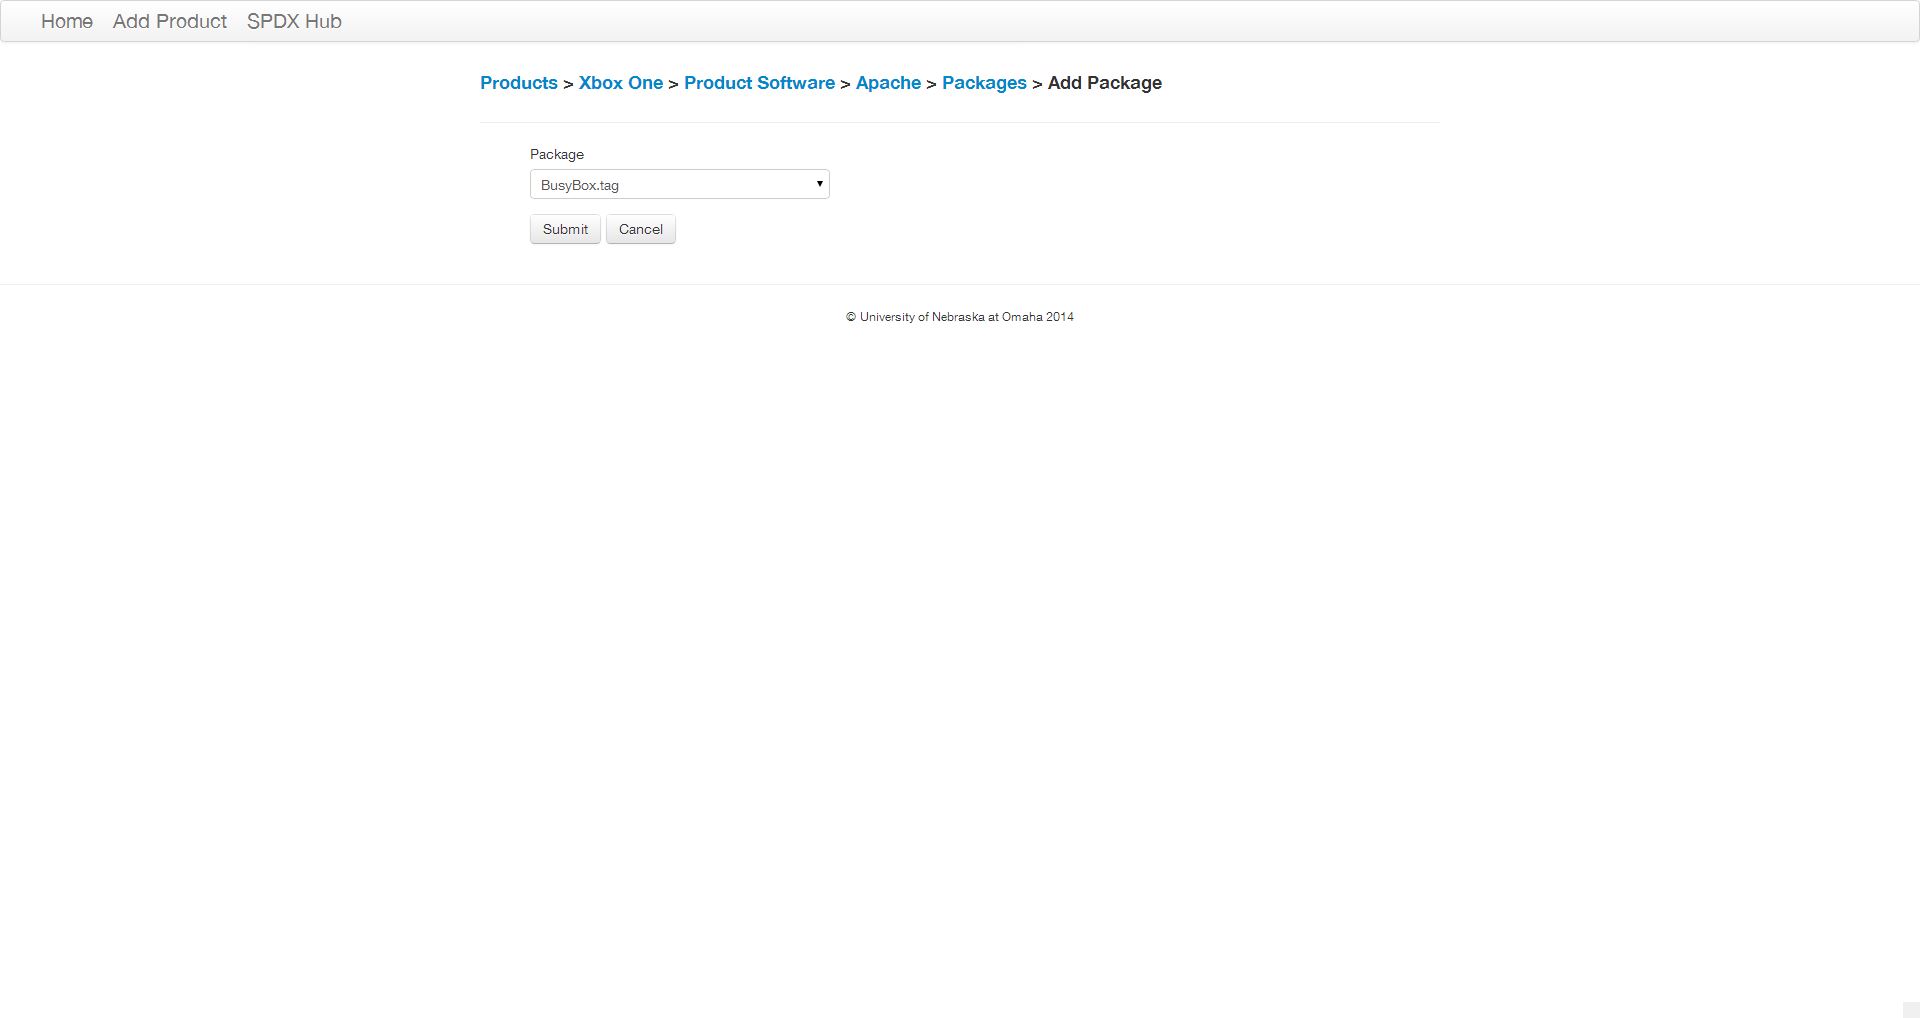 Home Add Product SPDX Hub
Products > Xbox One > Product Software > Apache > Packages > Add Package
Package
BusyBox.tag
Submit Cancel
© University of Nebraska at Omaha 2014